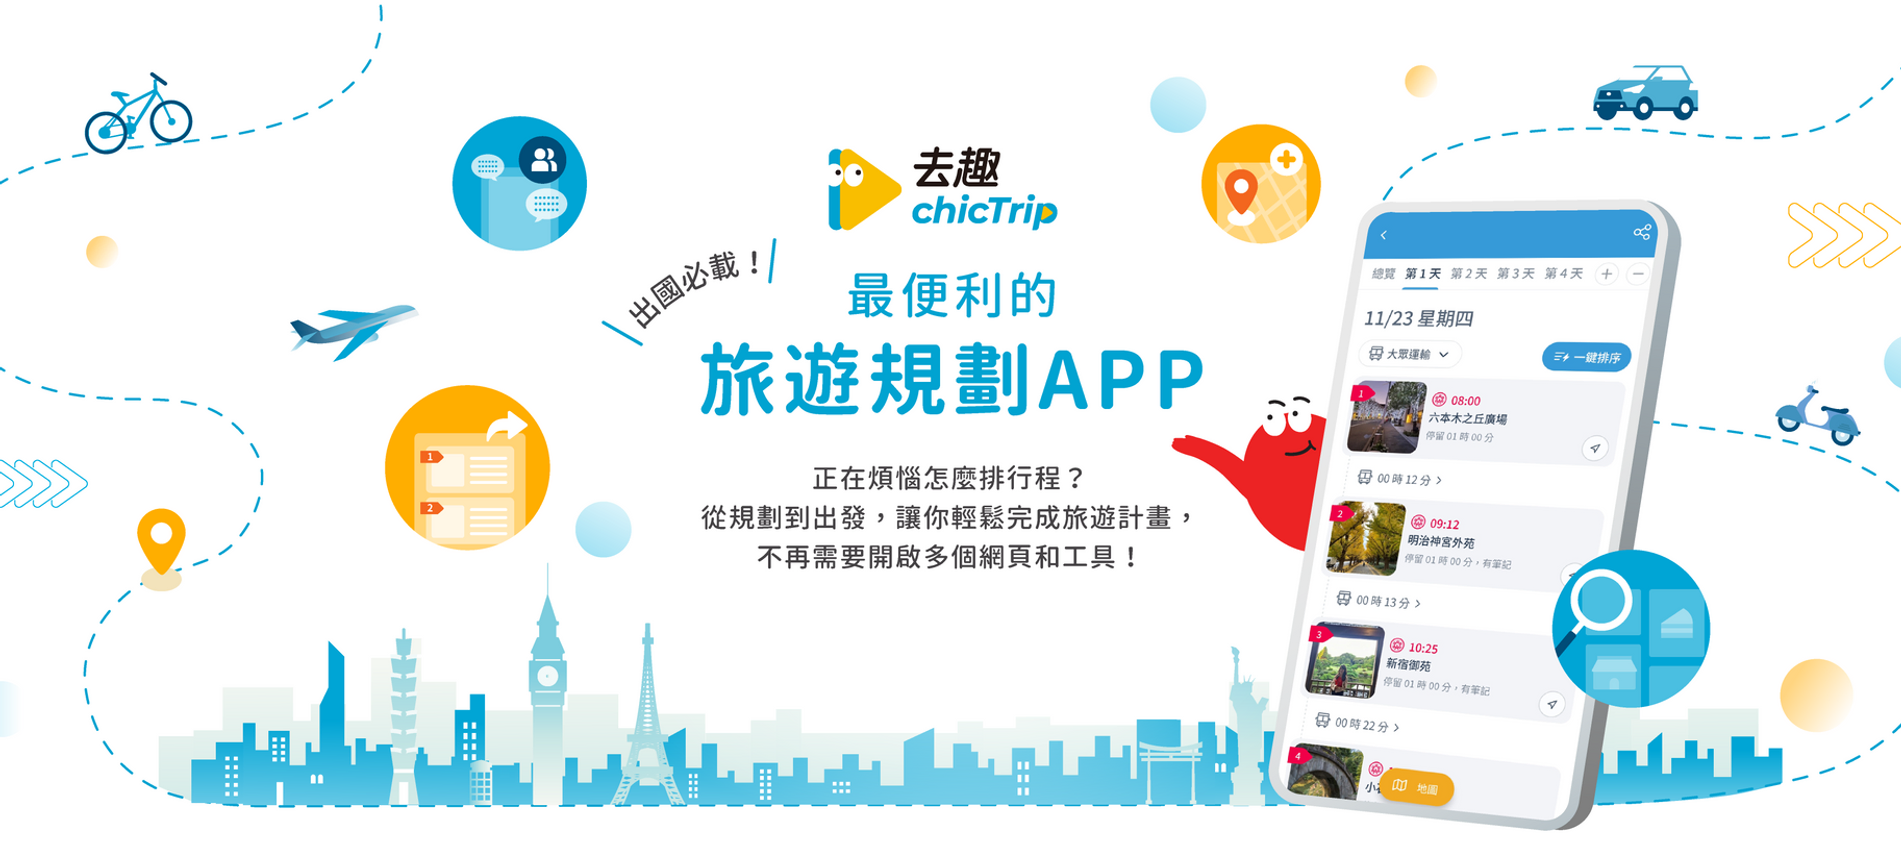 去趣
chicTrip
出國必載！
最便利的
旅遊規劃APP
正在煩惱怎麼排行程？
從規劃到出發，讓你輕鬆完成旅遊計畫，
不再需要開啟多個網頁和工具！
1
2
總覽 第1天 第2天 第3天 第4天
11/23 星期四
大眾運輸
一鍵排序
1
08:00
六本木之丘廣場
停留 01 時 00 分
00 時 12 分
2
09:12
明治神宮外苑
停留 01 時 00 分，有筆記
00 時 13 分
3
10:25
新宿御苑
停留 01 時 00 分，有筆記
00 時 22 分
4
小
地圖